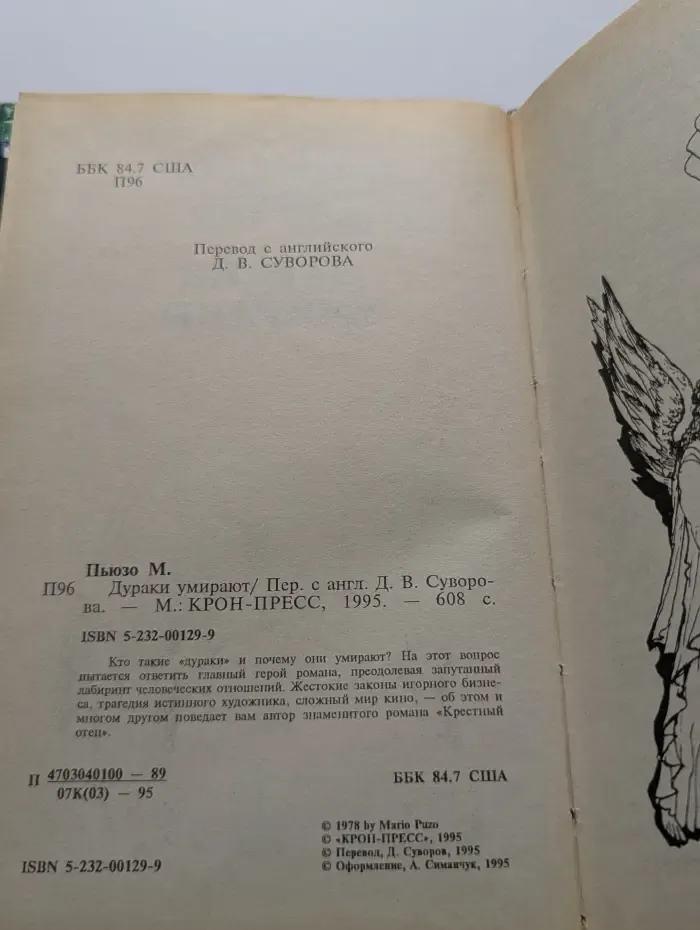 ББК 84.7 США
П96
Перевод с английского
Д. В. СУВОРОВА
Пьюзо М.
П96 Дураки умирают/ Пер. с англ. Д. В. Суворо-
ва. — М.: КРОН-ПРЕСС, 1995. — 608 с.
ISBN 5-232-00129-9
Кто такие «дураки» и почему они умирают? На этот вопрос
пытается ответить главный герой романа, преодолевая запутанный
лабиринт человеческих отношений. Жестокие законы игорного бизне-
са, трагедия истинного художника, сложный мир кино, — об этом и
многом другом поведает вам автор знаменитого романа «Крестный
отец».
П 4703040100 — 89
07К(03) — 95
ББК 84.7 США
© 1978 by Mario Puzo
© «КРОН-ПРЕСС», 1995
© Перевод, Д. Суворов, 1995
© Оформление, А. Симанчук, 1995
ISBN 5-232-00129-9